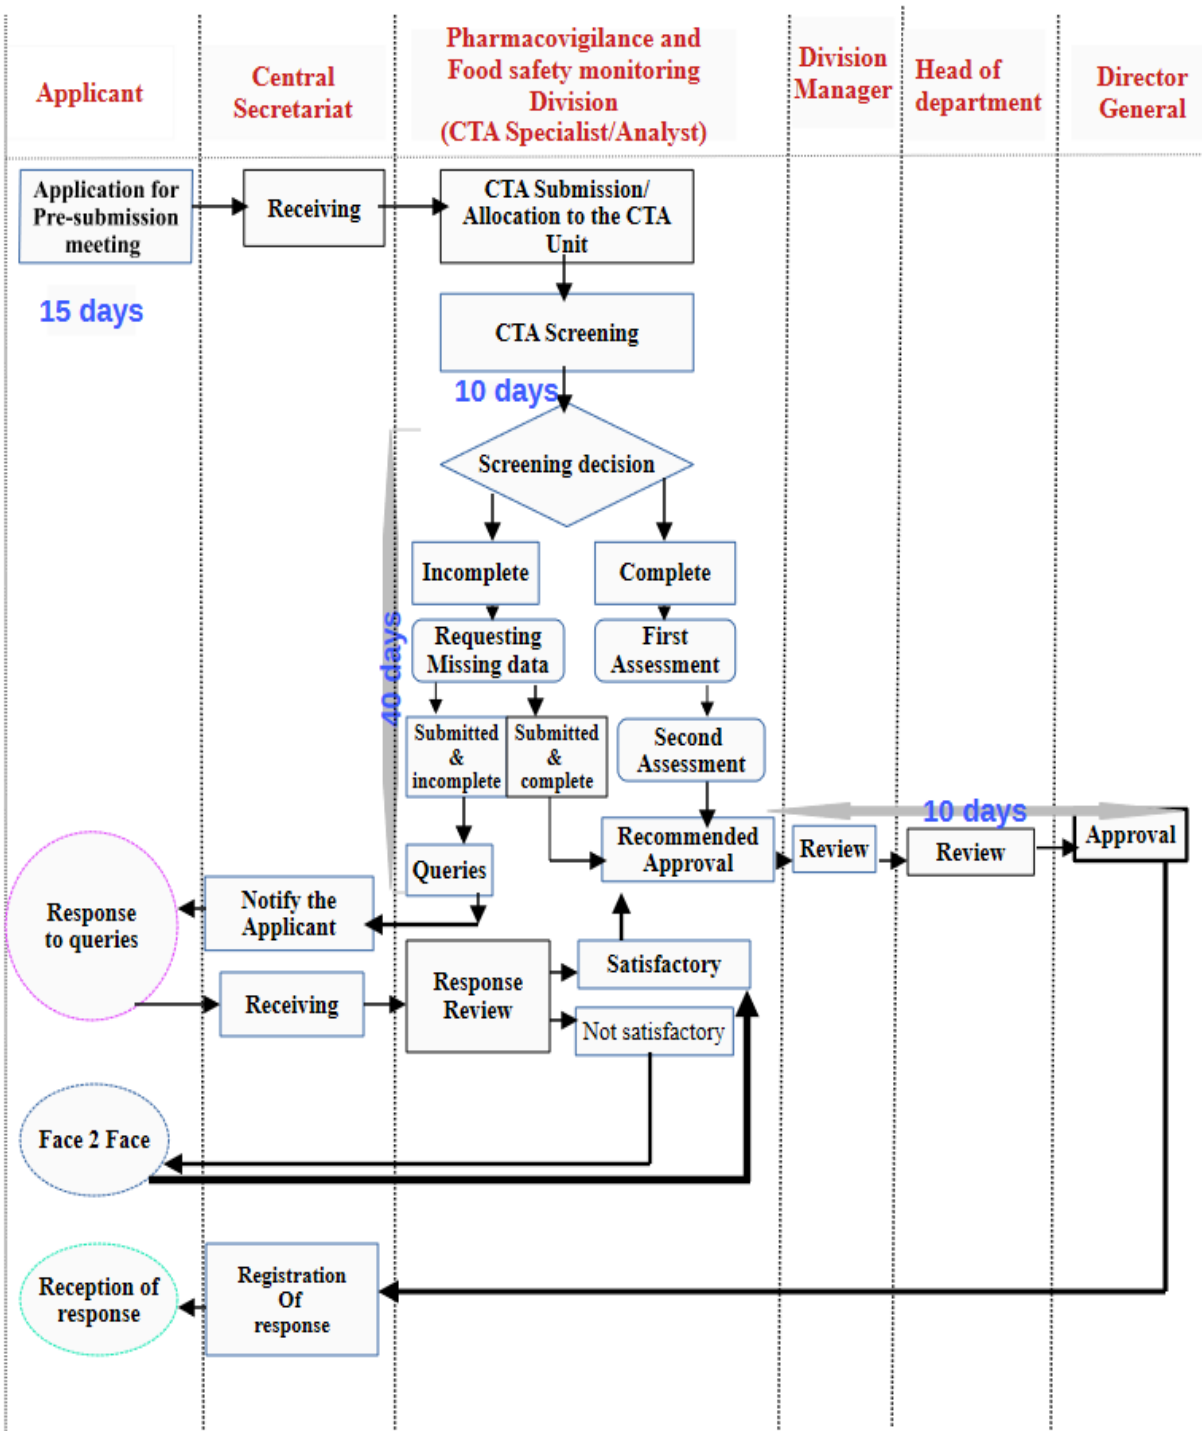 Applicant
Central
Secretariat
Pharmacovigilance and
Food safety monitoring
Division
(CTA Specialist/Analyst)
Division
Manager
Head of
department
Director
General
Application for
Pre-submission
meeting
Receiving
CTA Submission/
Allocation to the CTA
Unit
15 days
CTA Screening
10 days
Screening decision
40 days
Incomplete
Complete
Requesting
Missing data
First
Assessment
Submitted
&
incomplete
Submitted
&
complete
Second
Assessment
10 days
Recommended
Approval
Review
Review
Approval
Queries
Notify the
Applicant
Response
to queries
Receiving
Response
Review
Satisfactory
Not satisfactory
Face 2 Face
Registration
Of
response
Reception of
response